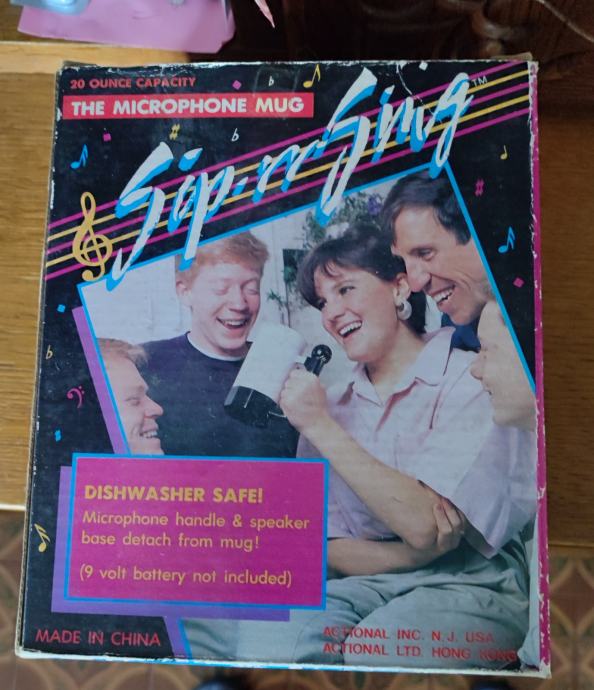 20 OUNCE CAPACITY
THE MICROPHONE MUG
Sip-n-Sing™
DISHWASHER SAFE!
Microphone handle & speaker
base detach from mug!
(9 volt battery not included)
MADE IN CHINA
ACTIONAL INC. N.J. USA
ACTIONAL LTD. HONG KONG